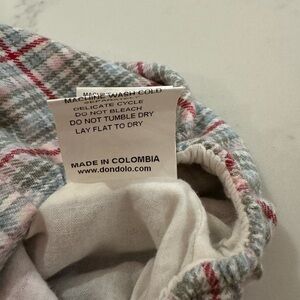 MACHINE WASH COLD
SEPARATELY
DELICATE CYCLE
DO NOT BLEACH
DO NOT TUMBLE DRY
LAY FLAT TO DRY
MADE IN COLOMBIA
www.dondolo.com